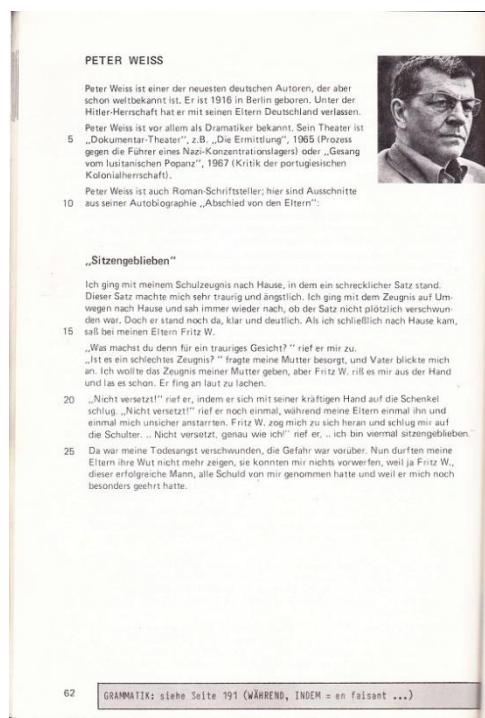 PETER WEISS
Peter Weiss ist einer der neuesten deutschen Autoren, der aber
schon weltbekannt ist. Er ist 1916 in Berlin geboren. Unter der
Hitler-Herrschaft hat er mit seinen Eltern Deutschland verlassen.
Peter Weiss ist vor allem als Dramatiker bekannt. Sein Theater ist
5 „Dokumentar-Theater", z.B. „Die Ermittlung", 1965 (Prozess
gegen die Führer eines Nazi-Konzentrationslagers) oder „Gesang
vom lusitanischen Popanz", 1967 (Kritik der portugiesischen
Kolonialherrschaft).
Peter Weiss ist auch Roman-Schriftsteller; hier sind Ausschnitte
10 aus seiner Autobiographie „Abschied von den Eltern":
„Sitzengeblieben"
Ich ging mit meinem Schulzeugnis nach Hause, in dem ein schrecklicher Satz stand.
Dieser Satz machte mich sehr traurig und ängstlich. Ich ging mit dem Zeugnis auf Um-
wegen nach Hause und sah immer wieder nach, ob der Satz nicht plötzlich verschwun-
den war. Doch er stand noch da, klar und deutlich. Als ich schließlich nach Hause kam,
15 saß bei meinen Eltern Fritz W.
„Was machst du denn für ein trauriges Gesicht? " rief er mir zu.
„Ist es ein schlechtes Zeugnis? " fragte meine Mutter besorgt, und Vater blickte mich
an. Ich wollte das Zeugnis meiner Mutter geben, aber Fritz W. riß es mir aus der Hand
und las es schon. Er fing an laut zu lachen.
20 „Nicht versetzt!" rief er, indem er sich mit seiner kräftigen Hand auf die Schenkel
schlug. „Nicht versetzt!" rief er noch einmal, während meine Eltern einmal ihn und
einmal mich unsicher anstarrten. Fritz W. zog mich zu sich heran und schlug mir auf
die Schulter. .. Nicht versetzt, genau wie ich!" rief er, .. ich bin viermal sitzengeblieben."
25 Da war meine Todesangst verschwunden, die Gefahr war vorüber. Nun durften meine
Eltern ihre Wut nicht mehr zeigen, sie konnten mir nichts vorwerfen, weil ja Fritz W.,
dieser erfolgreiche Mann, alle Schuld von mir genommen hatte und weil er mich noch
besonders geehrt hatte.
62 GRAMMATIK: siehe Seite 191 (WÄHREND, INDEM = en faisant ...)